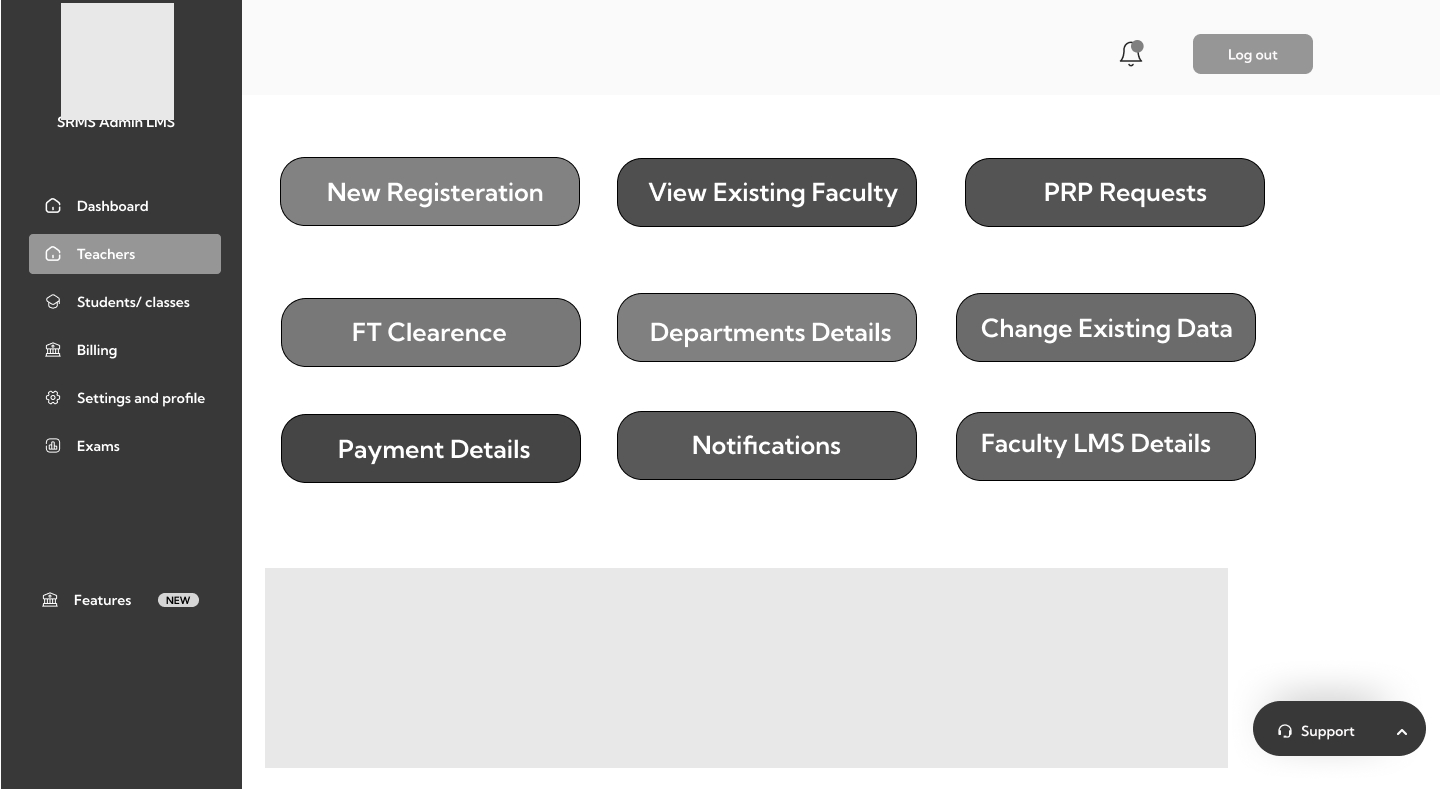 SRMS Admin LMS
Log out
Dashboard
Teachers
Students/ classes
Billing
Settings and profile
Exams
Features NEW
New Registeration
View Existing Faculty
PRP Requests
FT Clearence
Departments Details
Change Existing Data
Payment Details
Notifications
Faculty LMS Details
Support